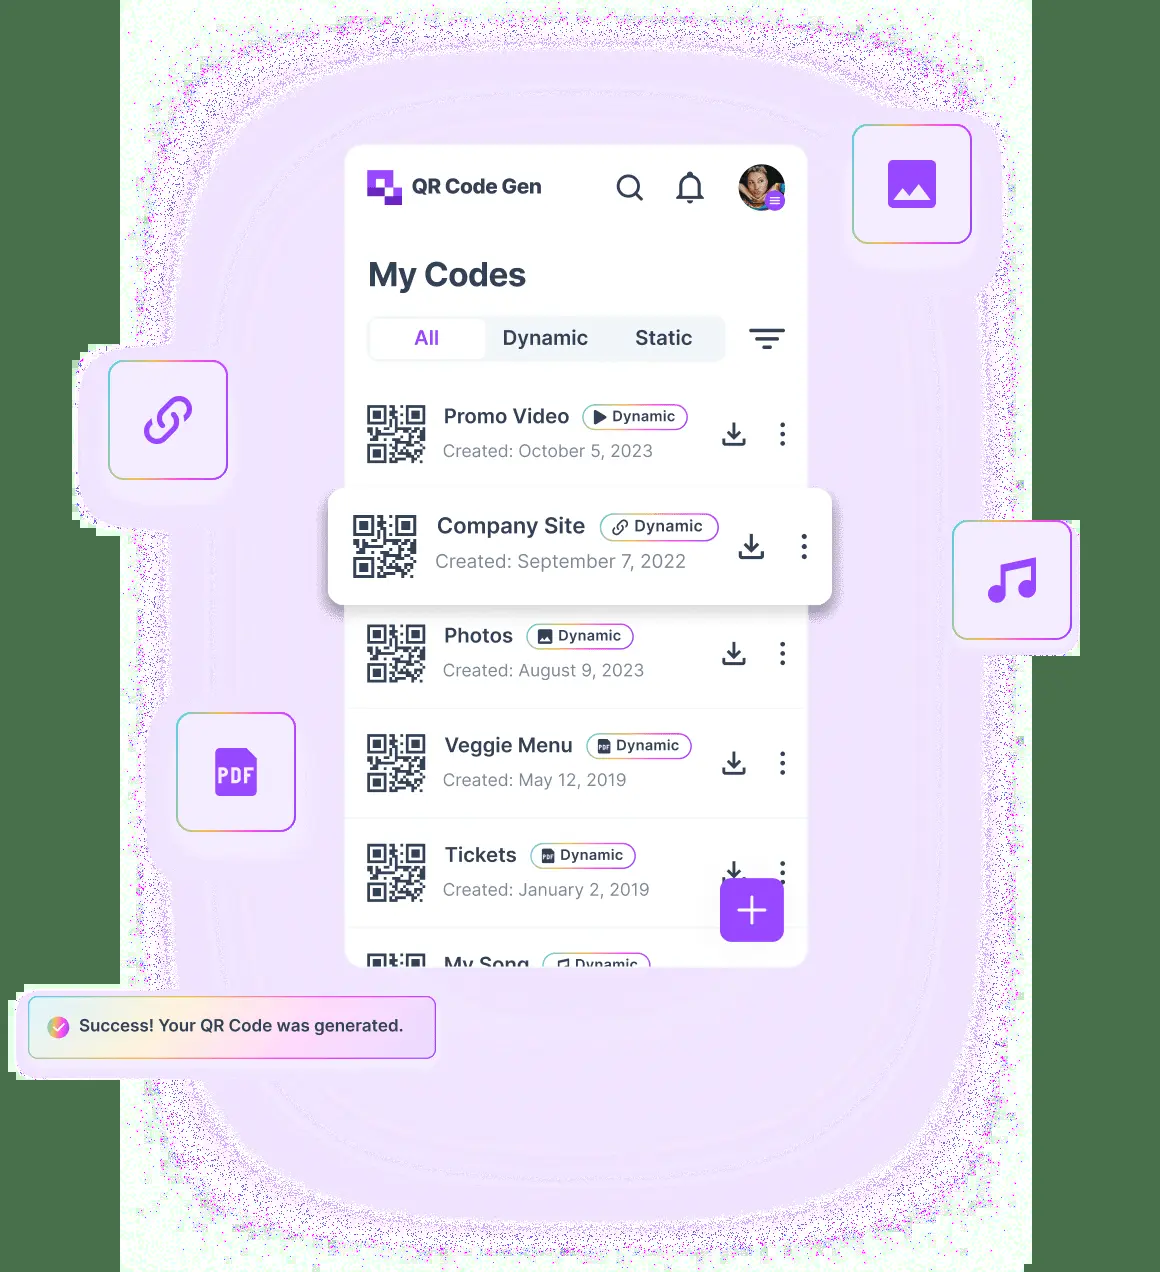 QR Code Gen
My Codes
All Dynamic Static
Promo Video Dynamic
Created: October 5, 2023
Company Site Dynamic
Created: September 7, 2022
Photos Dynamic
Created: August 9, 2023
Veggie Menu PDF Dynamic
Created: May 12, 2019
Tickets PDF Dynamic
Created: January 2, 2019
My Song Dynamic
PDF
Success! Your QR Code was generated.